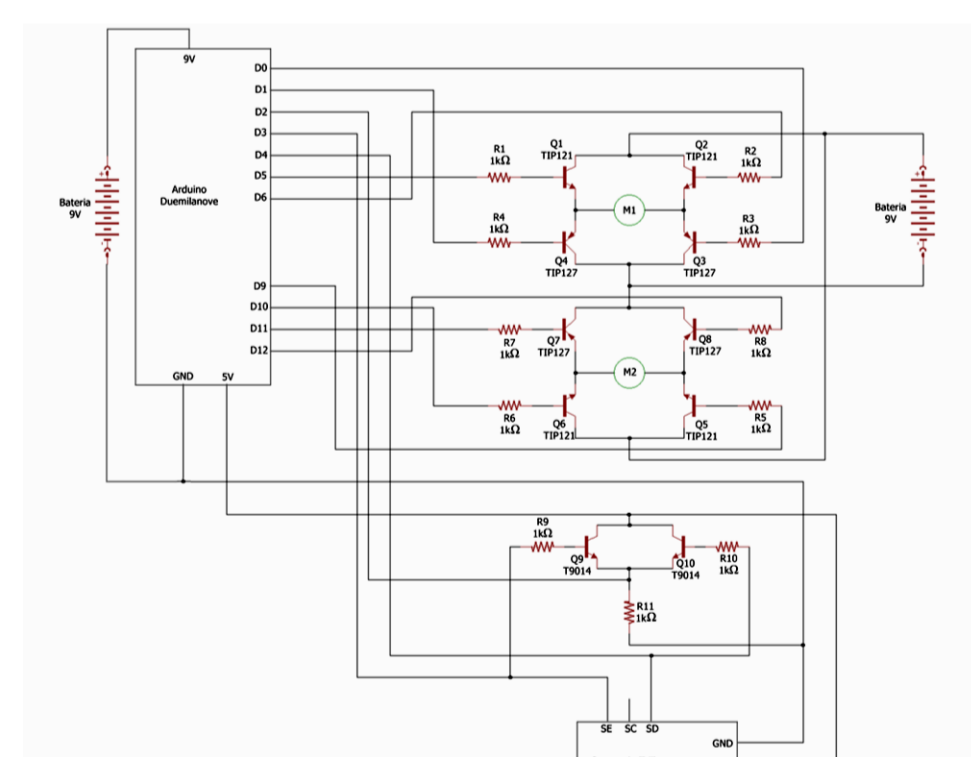 9V
D0
D1
D2
D3
D4
D5
D6
Arduino
Duemilanove
D9
D10
D11
D12
GND
5V
Bateria
9V
R1
1kΩ
Q1
TIP121
Q2
TIP121
R2
1kΩ
M1
R4
1kΩ
Q4
TIP127
Q3
TIP127
R3
1kΩ
Bateria
9V
R7
1kΩ
Q7
TIP127
Q8
TIP127
R8
1kΩ
M2
R6
1kΩ
Q6
TIP121
Q5
TIP121
R5
1kΩ
R9
1kΩ
Q9
T9014
Q10
T9014
R10
1kΩ
R11
1kΩ
SE
SC
SD
GND